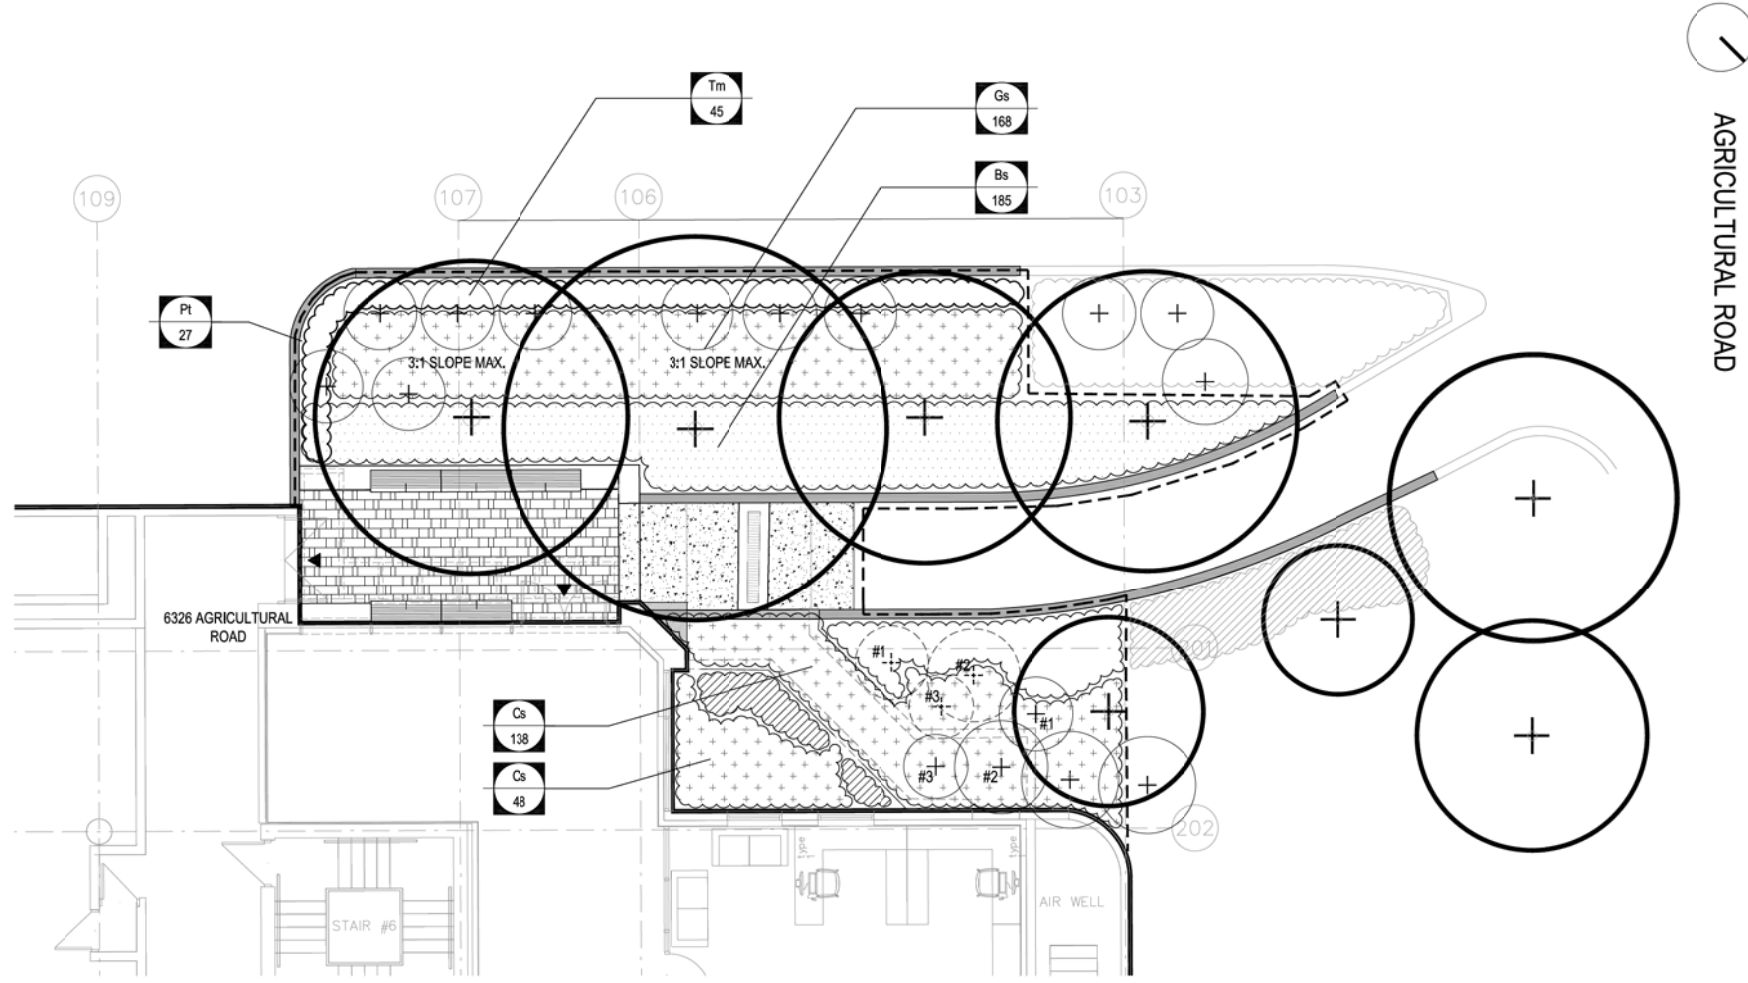 AGRICULTURAL ROAD
Tm
45
Gs
168
Bs
185
109
107
106
103
Pt
27
3:1 SLOPE MAX.
3:1 SLOPE MAX.
6326 AGRICULTURAL
ROAD
#1
#2
#3
#1
#3
#2
201
Cs
138
Cs
48
202
type
type
AIR WELL
STAIR #6